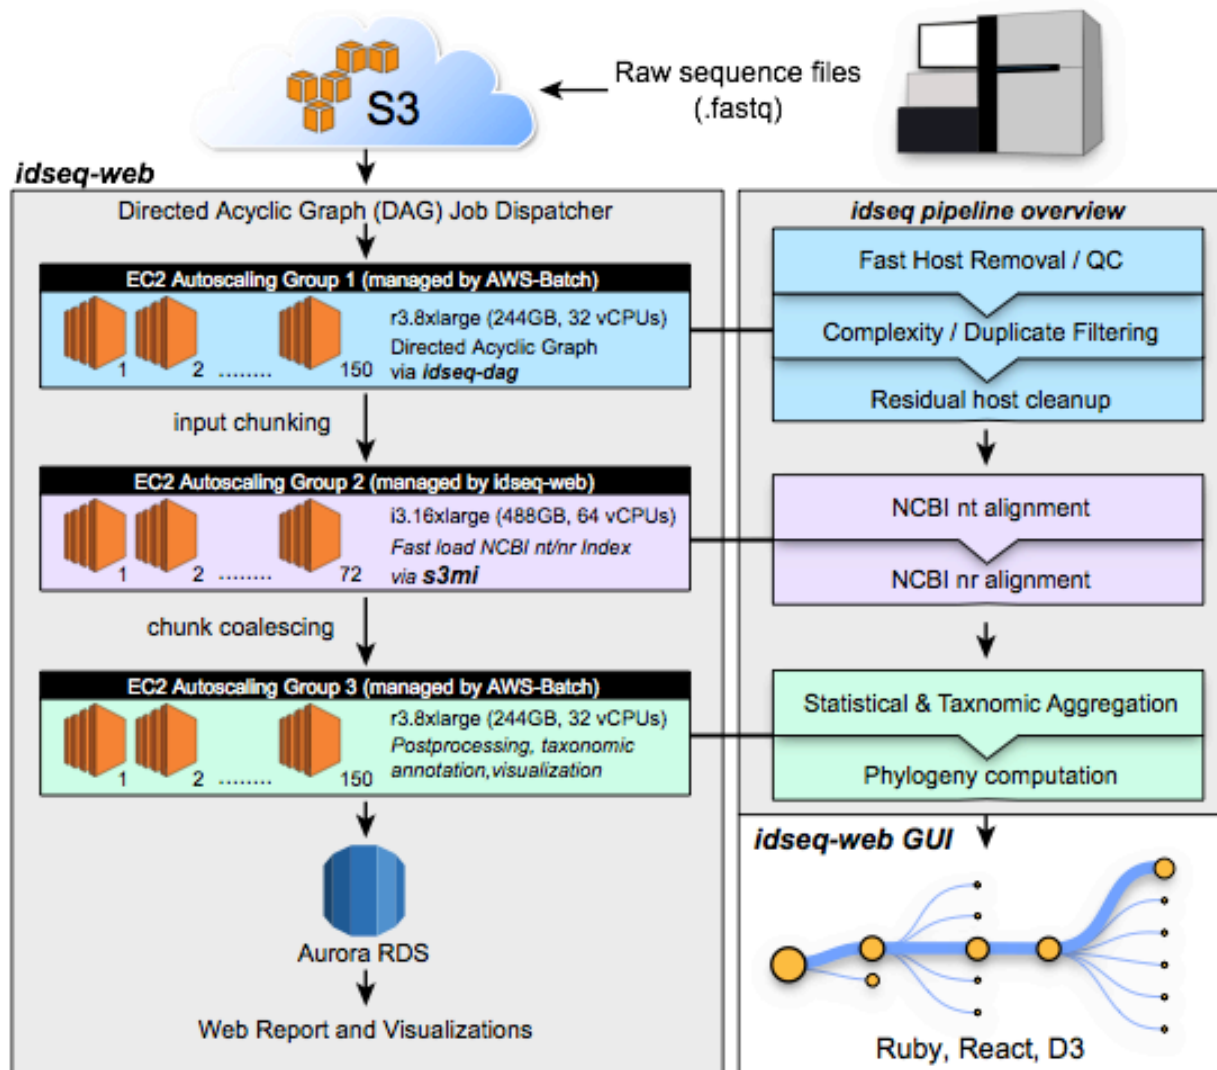 S3
Raw sequence files
(.fastq)
idseq-web
Directed Acyclic Graph (DAG) Job Dispatcher
EC2 Autoscaling Group 1 (managed by AWS-Batch)
1 2 ........ 150
r3.8xlarge (244GB, 32 vCPUs)
Directed Acyclic Graph
via idseq-dag
input chunking
EC2 Autoscaling Group 2 (managed by idseq-web)
1 2 ........ 72
i3.16xlarge (488GB, 64 vCPUs)
Fast load NCBI nt/nr Index
via s3mi
chunk coalescing
EC2 Autoscaling Group 3 (managed by AWS-Batch)
1 2 ........ 150
r3.8xlarge (244GB, 32 vCPUs)
Postprocessing, taxonomic
annotation,visualization
Aurora RDS
Web Report and Visualizations
idseq pipeline overview
Fast Host Removal / QC
Complexity / Duplicate Filtering
Residual host cleanup
NCBI nt alignment
NCBI nr alignment
Statistical & Taxnomic Aggregation
Phylogeny computation
idseq-web GUI
Ruby, React, D3